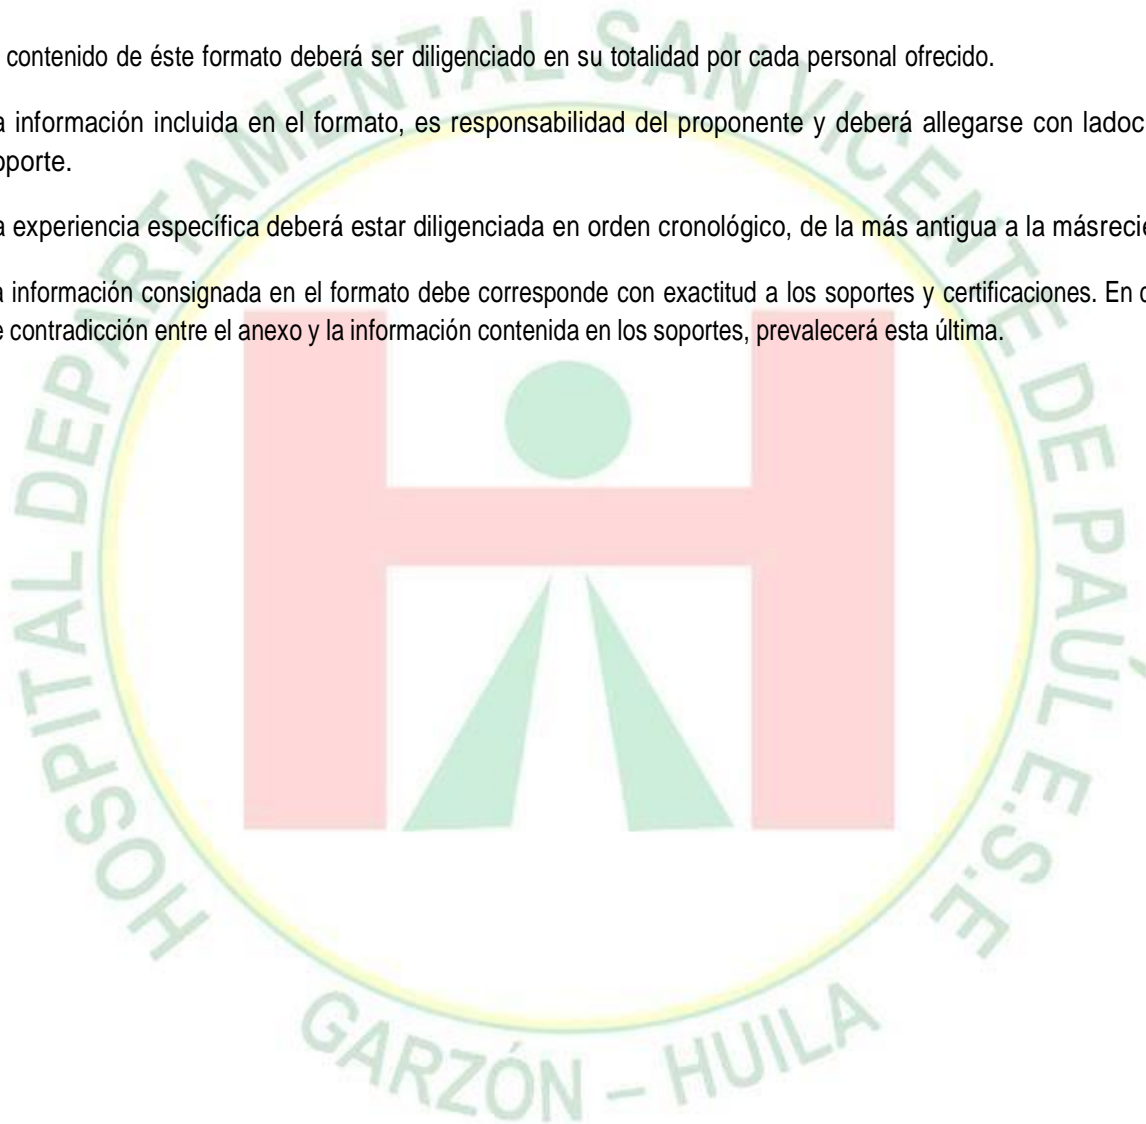 contenido de éste formato deberá ser diligenciado en su totalidad por cada personal ofrecido.
a información incluida en el formato, es responsabilidad del proponente y deberá allegarse con ladoc
oporte.
a experiencia específica deberá estar diligenciada en orden cronológico, de la más antigua a la másrecie
a información consignada en el formato debe corresponde con exactitud a los soportes y certificaciones. En c
e contradicción entre el anexo y la información contenida en los soportes, prevalecerá esta última.
HOSPITAL DEPARTAMENTAL SAN VICENTE DE PAÚL E.S.E
GARZÓN – HUILA